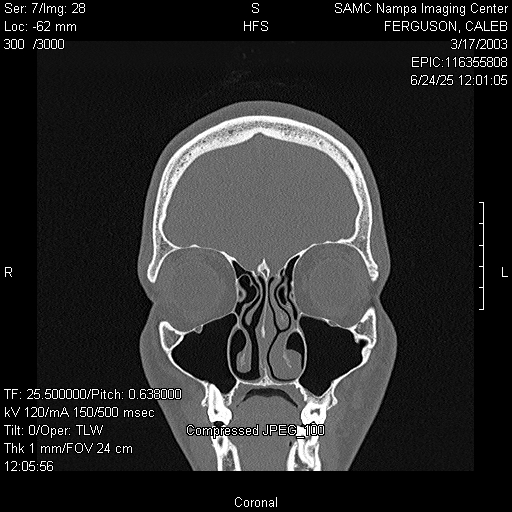 Ser: 7/Img: 28
Loc: -62 mm
300 /3000
S
HFS
SAMC Nampa Imaging Center
FERGUSON, CALEB
3/17/2003
EPIC:116355808
6/24/25 12:01:05
R
L
TF: 25.500000/Pitch: 0.638000
kV 120/mA 150/500 msec
Tilt: 0/Oper: TLW
Thk 1 mm/FOV 24 cm
12:05:56
Compressed JPEG_100
Coronal